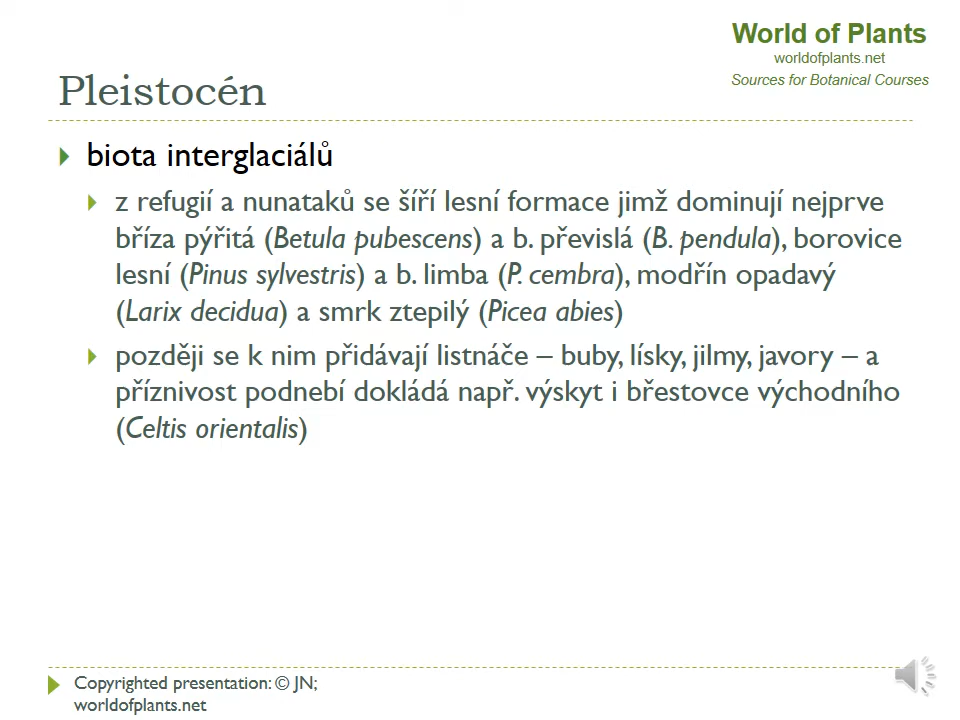 World of Plants
worldofplants.net
Sources for Botanical Courses
Pleistocén
biota interglaciálů
z refugií a nunataků se šíří lesní formace jimž dominují nejprve
bříza pýřitá (Betula pubescens) a b. převislá (B. pendula), borovice
lesní (Pinus sylvestris) a b. limba (P. cembra), modřín opadavý
(Larix decidua) a smrk ztepilý (Picea abies)
později se k nim přidávají listnáče – buby, lísky, jilmy, javory – a
příznivost podnebí dokládá např. výskyt i břestovce východního
(Celtis orientalis)
Copyrighted presentation: © JN;
worldofplants.net